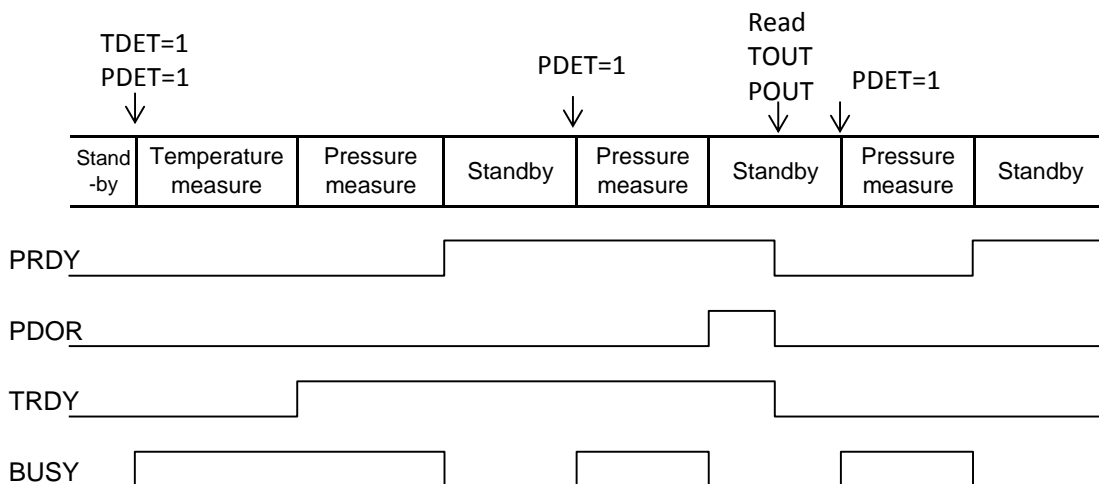 TDET=1
PDET=1
PDET=1
Read
TOUT
POUT
PDET=1
Stand
-by
Temperature
measure
Pressure
measure
Standby
Pressure
measure
Standby
Pressure
measure
Standby
PRDY
PDOR
TRDY
BUSY